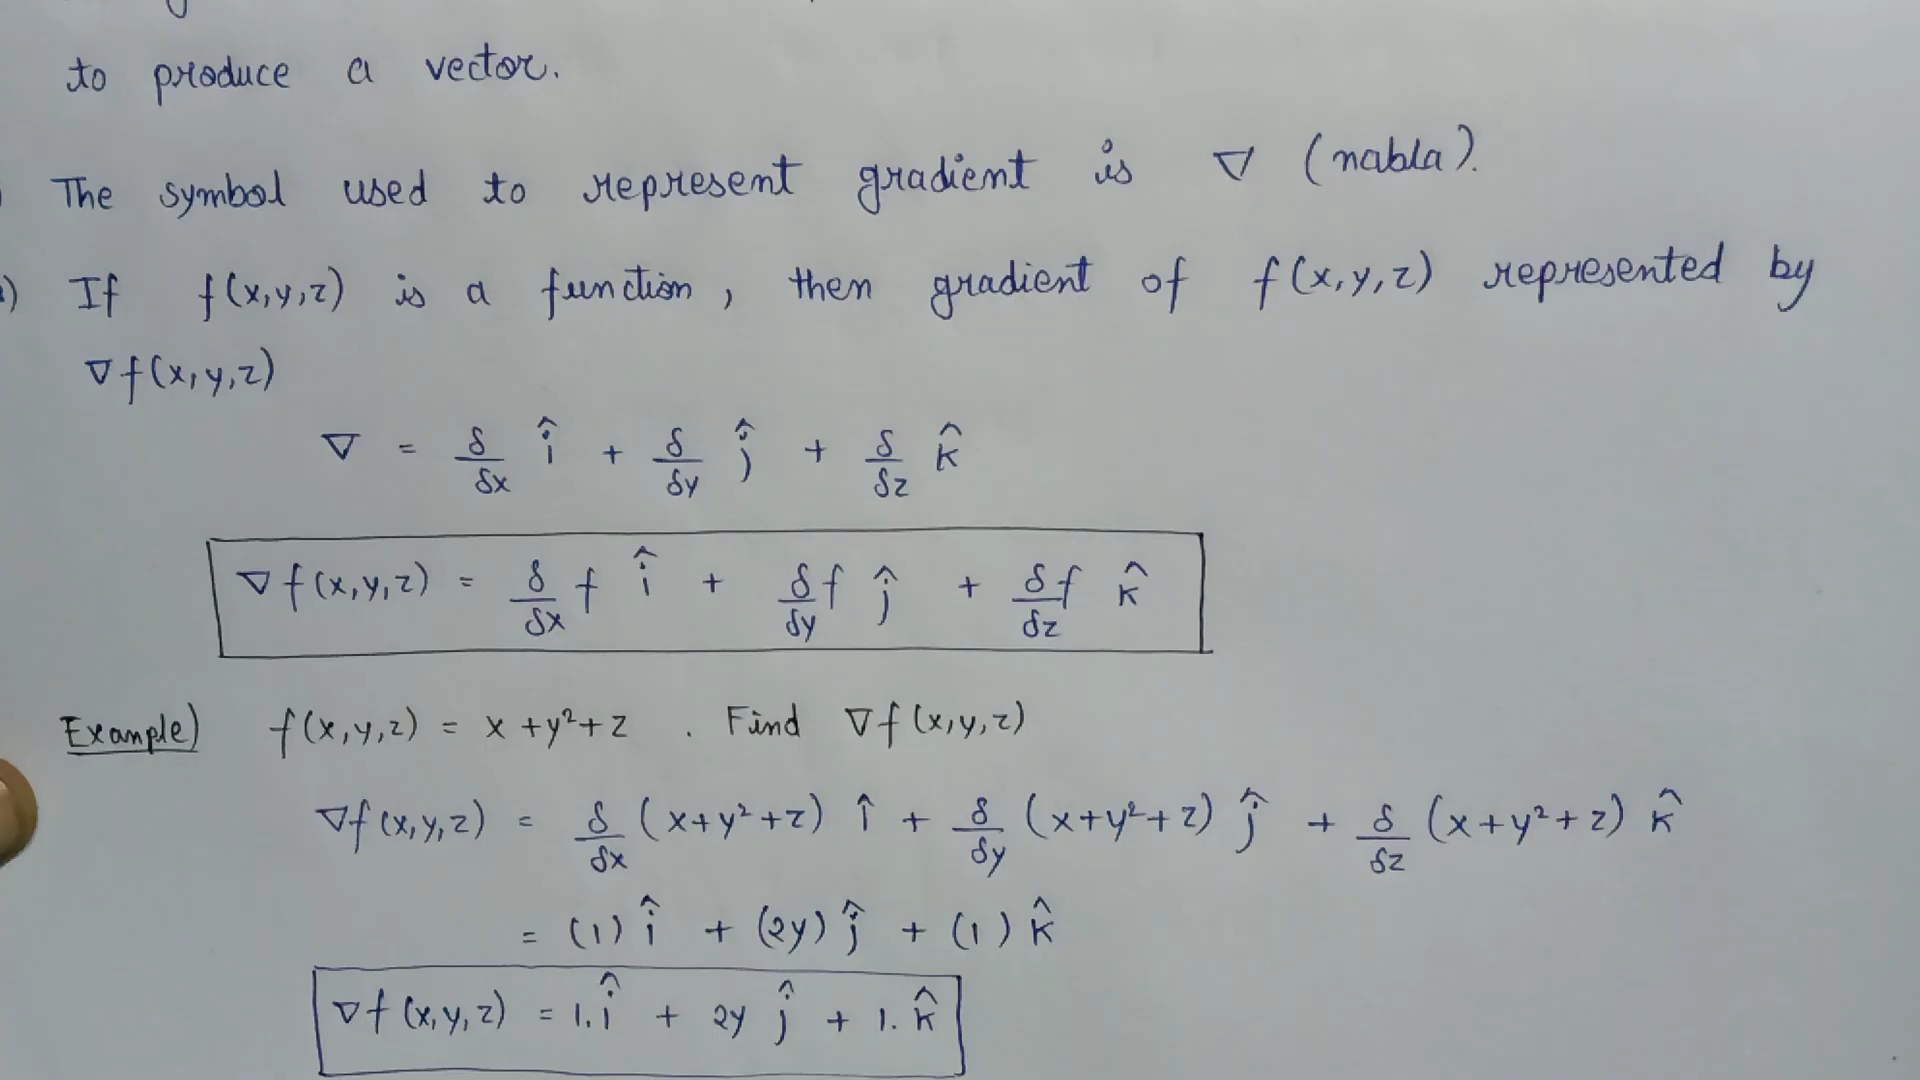 to produce a vector.
The symbol used to represent gradient is ∇ (nabla).
) If f(x,y,z) is a function, then gradient of f(x,y,z) represented by
∇f(x,y,z)
∇ = δ/δx î + δ/δy ĵ + δ/δz k̂
∇f(x,y,z) = δ/δx f î + δ/δy f ĵ + δ/δz f k̂
Example) f(x,y,z) = x+y²+z . Find ∇f(x,y,z)
∇f(x,y,z) = δ/δx (x+y²+z) î + δ/δy (x+y²+z) ĵ + δ/δz (x+y²+z) k̂
= (1) î + (2y) ĵ + (1) k̂
∇f(x,y,z) = 1.î + 2y ĵ + 1.k̂